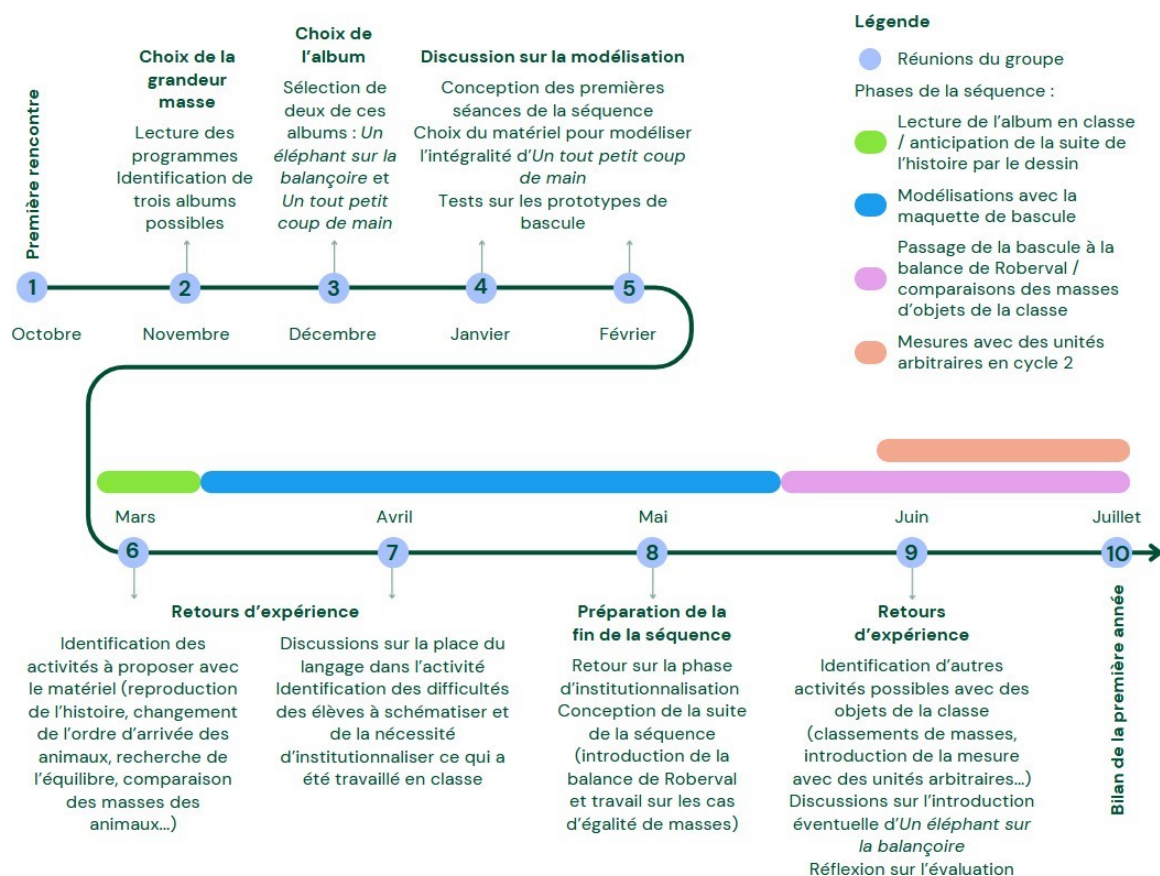 Première rencontre
1
Octobre
Choix de la
grandeur
masse
Lecture des
programmes
Identification de
trois albums
possibles
2
Novembre
Choix de
l'album
Sélection de
deux de ces
albums : Un
éléphant sur la
balançoire et
Un tout petit
coup de main
3
Décembre
Discussion sur la modélisation
Conception des premières
séances de la séquence
Choix du matériel pour modéliser
l'intégralité d'Un tout petit coup
de main
Tests sur les prototypes de
bascule
4
Janvier
5
Février
Légende
Réunions du groupe
Phases de la séquence :
Lecture de l'album en classe
/ anticipation de la suite de
l'histoire par le dessin
Modélisations avec la
maquette de bascule
Passage de la bascule à la
balance de Roberval /
comparaisons des masses
d'objets de la classe
Mesures avec des unités
arbitraires en cycle 2
Mars
Avril
Mai
Juin
Juillet
6
7
8
9
10
Retours d'expérience
Identification des
activités à proposer avec
le matériel (reproduction
de l'histoire, changement
de l'ordre d'arrivée des
animaux, recherche de
l'équilibre, comparaison
des masses des
animaux...)
Discussions sur la place du
langage dans l'activité
Identification des difficultés
des élèves à schématiser et
de la nécessité
d'institutionnaliser ce qui a
été travaillé en classe
Préparation de la
fin de la séquence
Retour sur la phase
d'institutionnalisation
Conception de la suite
de la séquence
(introduction de la
balance de Roberval
et travail sur les cas
d'égalité de masses)
Retours
d'expérience
Identification d'autres
activités possibles avec des
objets de la classe
(classements de masses,
introduction de la mesure
avec des unités arbitraires...)
Discussions sur l'introduction
éventuelle d'Un éléphant sur
la balançoire
Réflexion sur l'évaluation
Bilan de la première année